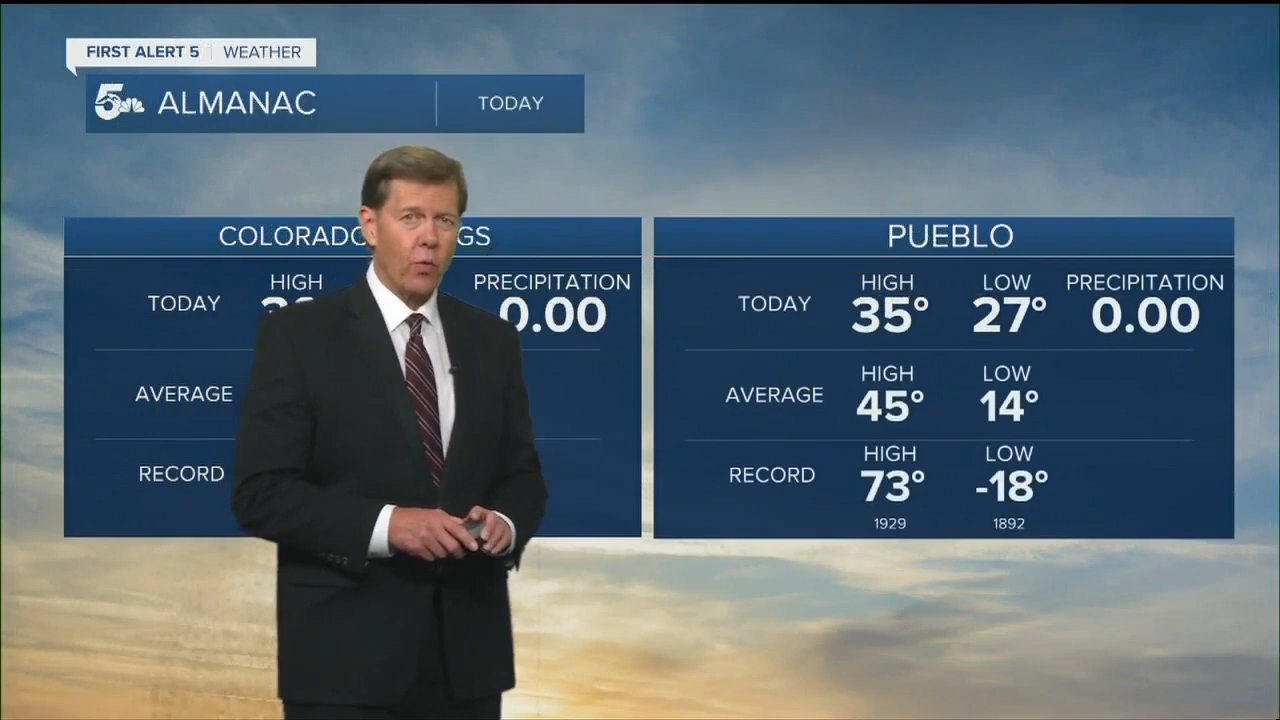 FIRST ALERT 5 | WEATHER
5 ALMANAC TODAY
COLORADO GS
HIGH PRECIPITATION
TODAY 0.00
AVERAGE
RECORD
PUEBLO
HIGH LOW PRECIPITATION
TODAY 35° 27° 0.00
HIGH LOW
AVERAGE 45° 14°
HIGH LOW
RECORD 73° -18°
1929 1892